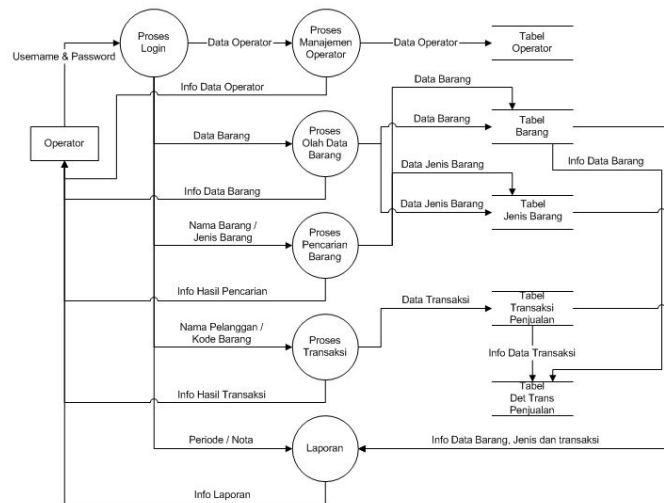 Proses
Login
Data Operator
Proses
Manajemen
Operator
Data Operator
Tabel
Operator
Username & Password
Info Data Operator
Data Barang
Operator
Data Barang
Proses
Olah Data
Barang
Data Barang
Tabel
Barang
Info Data Barang
Data Jenis Barang
Info Data Barang
Data Jenis Barang
Tabel
Jenis Barang
Nama Barang /
Jenis Barang
Proses
Pencarian
Barang
Info Hasil Pencarian
Data Transaksi
Tabel
Transaksi
Penjualan
Nama Pelanggan /
Kode Barang
Proses
Transaksi
Info Data Transaksi
Info Hasil Transaksi
Tabel
Det Trans
Penjualan
Periode / Nota
Laporan
Info Data Barang, Jenis dan transaksi
Info Laporan